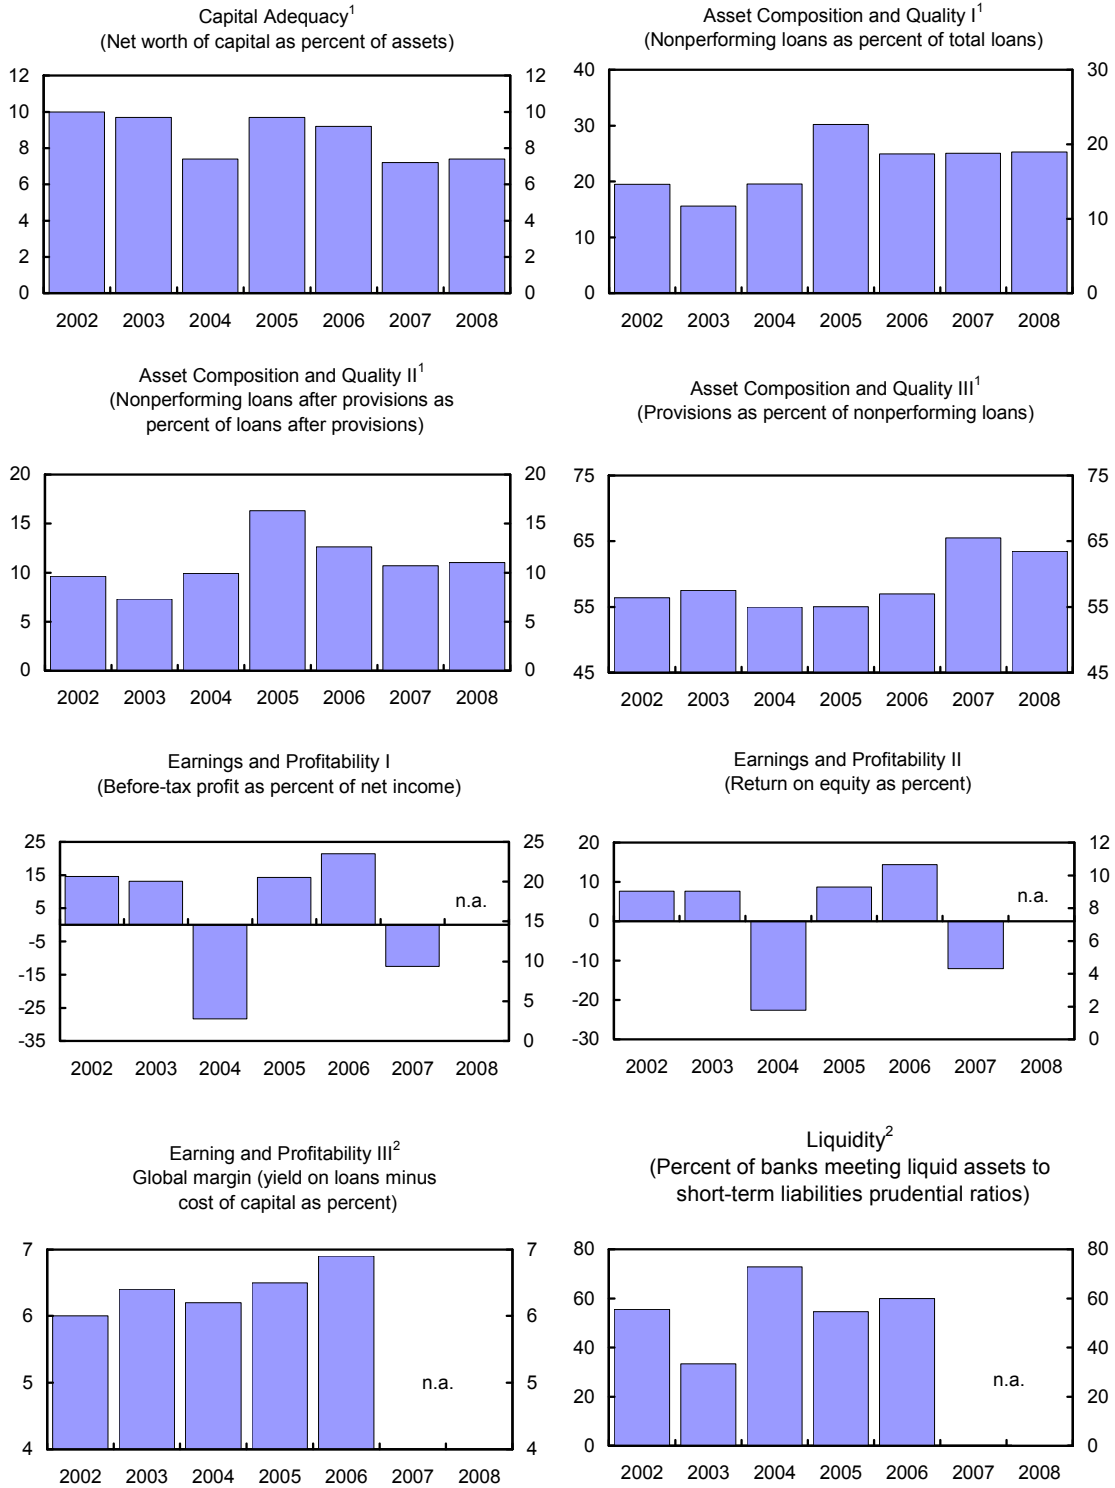 Capital Adequacy¹
(Net worth of capital as percent of assets)
12
10
8
6
4
2
0
12
10
8
6
4
2
0
2002 2003 2004 2005 2006 2007 2008
Asset Composition and Quality I¹
(Nonperforming loans as percent of total loans)
40
30
20
10
0
30
20
10
0
2002 2003 2004 2005 2006 2007 2008
Asset Composition and Quality II¹
(Nonperforming loans after provisions as
percent of loans after provisions)
20
15
10
5
0
20
15
10
5
0
2002 2003 2004 2005 2006 2007 2008
Asset Composition and Quality III¹
(Provisions as percent of nonperforming loans)
75
65
55
45
75
65
55
45
2002 2003 2004 2005 2006 2007 2008
Earnings and Profitability I
(Before-tax profit as percent of net income)
25
15
5
-5
-15
-25
-35
n.a.
25
20
15
10
5
0
2002 2003 2004 2005 2006 2007 2008
Earnings and Profitability II
(Return on equity as percent)
20
10
0
-10
-20
-30
n.a.
12
10
8
6
4
2
0
2002 2003 2004 2005 2006 2007 2008
Earning and Profitability III²
Global margin (yield on loans minus
cost of capital as percent)
7
6
5
4
n.a.
7
6
5
4
2002 2003 2004 2005 2006 2007 2008
Liquidity²
(Percent of banks meeting liquid assets to
short-term liabilities prudential ratios)
80
60
40
20
0
n.a.
80
60
40
20
0
2002 2003 2004 2005 2006 2007 2008